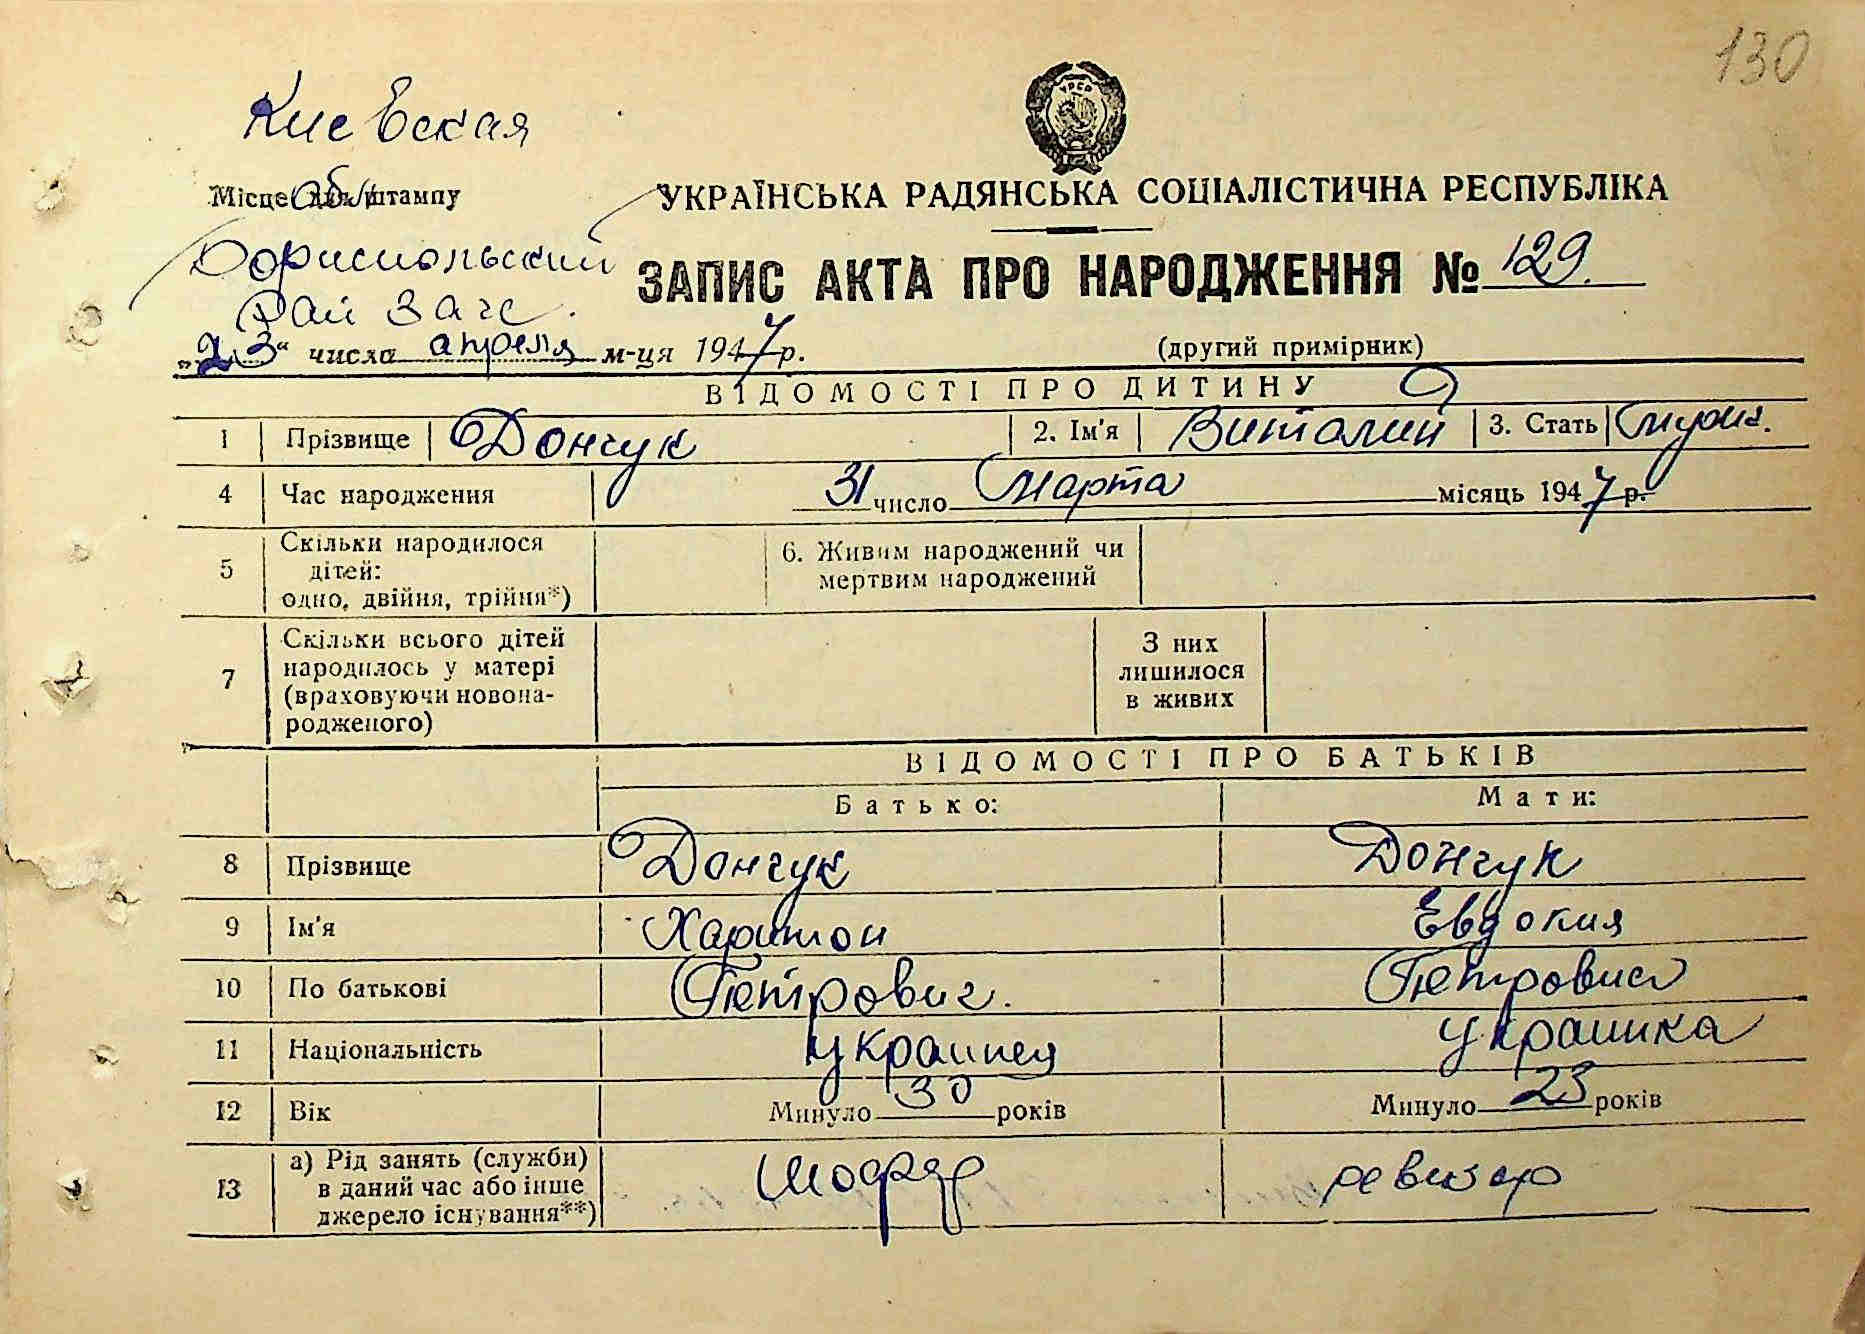 130
Киевская
УРСР
Місце для штампу
обл.
УКРАЇНСЬКА РАДЯНСЬКА СОЦІАЛІСТИЧНА РЕСПУБЛІКА
Бориспольский
Рай Загс.
ЗАПИС АКТА ПРО НАРОДЖЕННЯ № 129.
„23“ числа апреля м-ця 1947 р.
(другий примірник)
ВІДОМОСТІ ПРО ДИТИНУ
1 Прізвище Дончук 2. Ім'я Виталий 3. Стать муж.
4 Час народження 31 число марта місяць 1947 р.
5 Скільки народилося
дітей:
одно, двійня, трійня*)
6. Живим народжений чи
мертвим народжений
7 Скільки всього дітей
народилось у матері
(враховуючи новона-
родженого)
З них
лишилося
в живих
ВІДОМОСТІ ПРО БАТЬКІВ
Батько: Мати:
8 Прізвище Дончук Дончук
9 Ім'я Харитон Евдокия
10 По батькові Петрович. Петровна
11 Національність украинец украинка
12 Вік Минуло 30 років Минуло 23 років
13 а) Рід занять (служби)
в даний час або інше
джерело існування**)
шофер ревизор